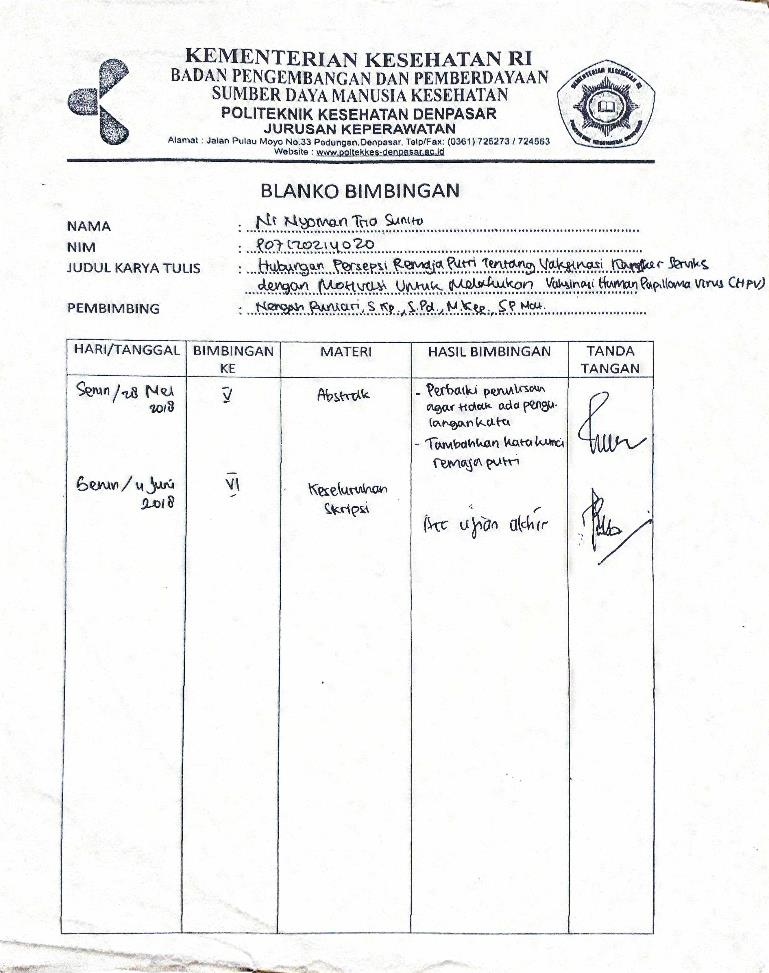 KEMENTERIAN KESEHATAN RI
BADAN PENGEMBANGAN DAN PEMBERDAYAAN
SUMBER DAYA MANUSIA KESEHATAN
POLITEKNIK KESEHATAN DENPASAR
JURUSAN KEPERAWATAN
Alamat : Jalan Pulau Moyo No.33 Pedungan,Denpasar, Telp/Fax: (0361) 725273 / 724563
Website : www.poltekkes-denpasar.ac.id
BLANKO BIMBINGAN
NAMA : Ni Nyoman Tria Sunita
NIM : P07120214020
JUDUL KARYA TULIS : Hubungan Persepsi Remaja Putri Tentang Vaksinasi Kanker Serviks
dengan Motivasi Untuk Melakukan Vaksinasi Human Papilloma Virus (HPV)
PEMBIMBING : Nengah Runiari, S.Kp., S.Pd., M.Kep., SP Mat.
HARI/TANGGAL BIMBINGAN KE MATERI HASIL BIMBINGAN TANDA TANGAN
Senin/28 Mei 2018 V Abstrak - Perbaiki penulisan
agar tidak ada pengu-
langan kata
- Tambahkan kata kunci
remaja putri
Senin/4 Juni 2018 VI Keseluruhan Skripsi
Acc ujian akhir